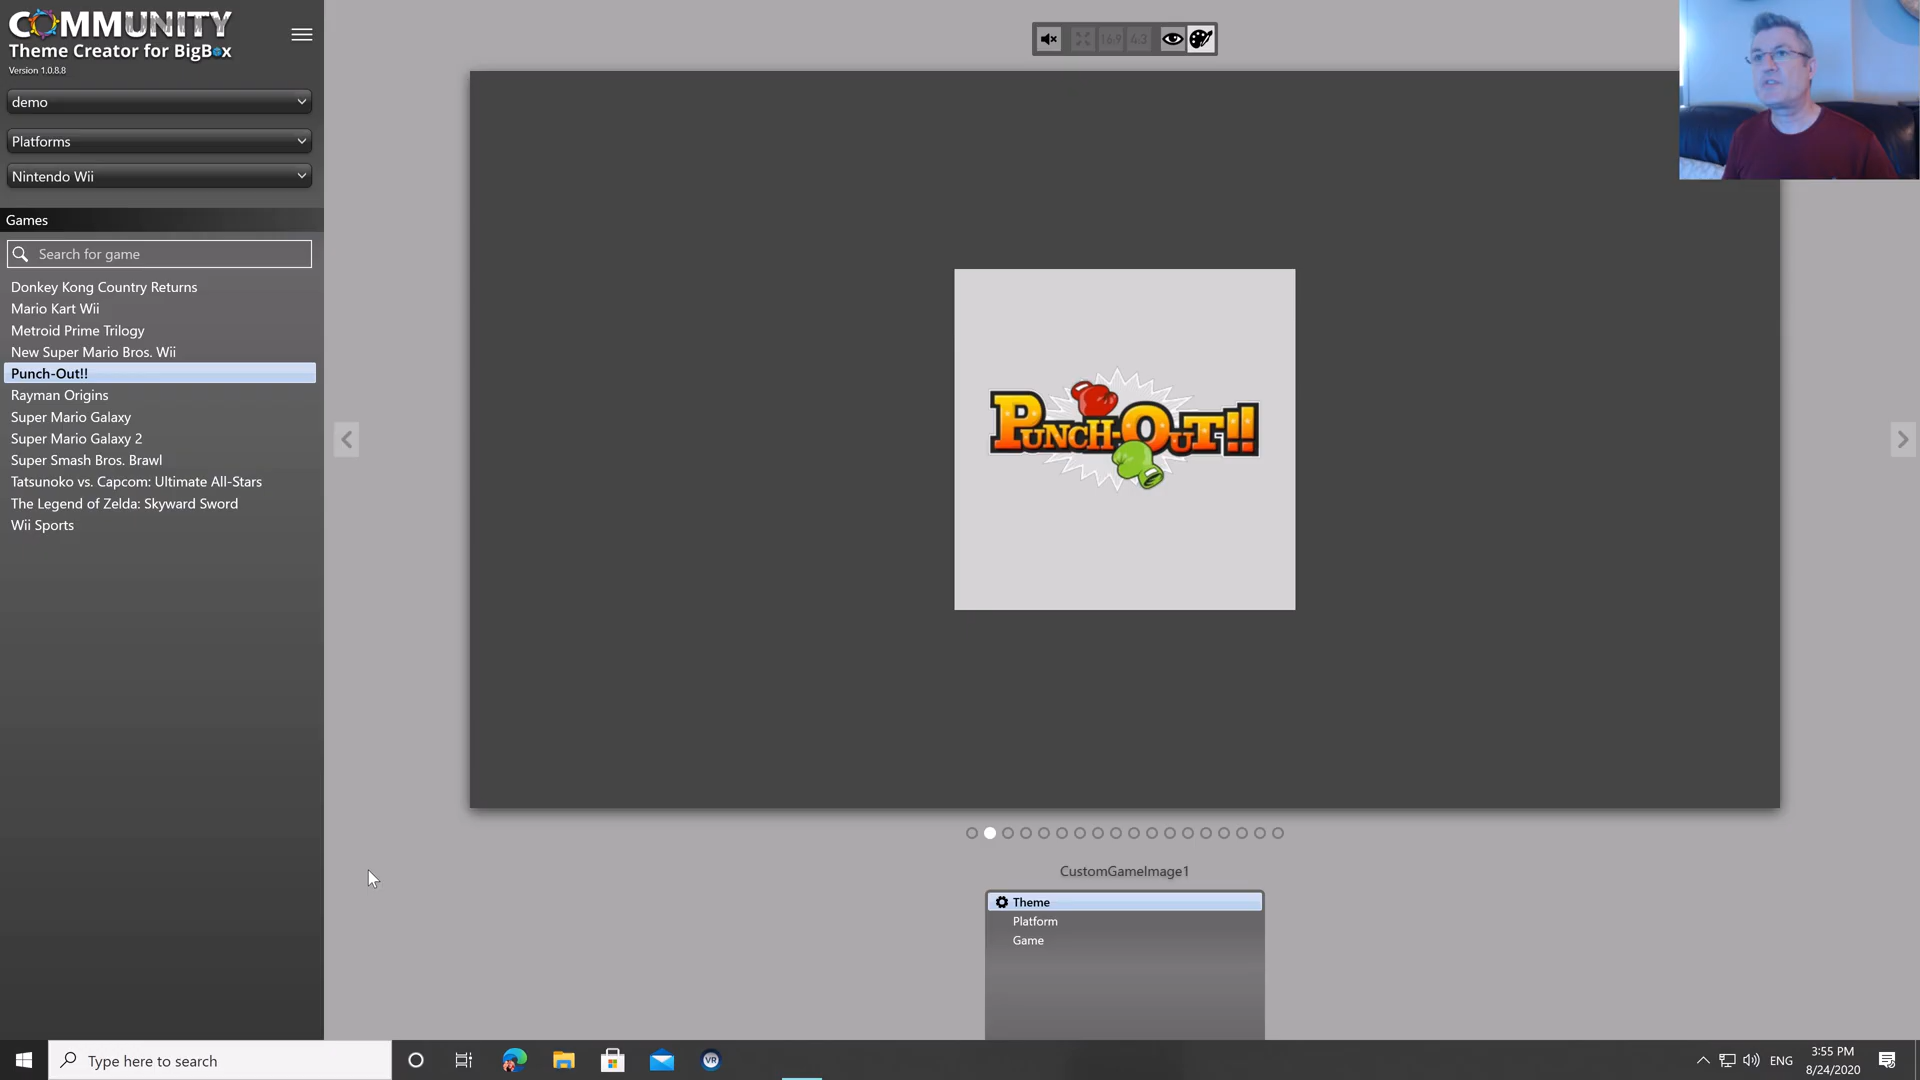 COMMUNITY
Theme Creator for BigBox
Version 1.0.8.8
demo
Platforms
Nintendo Wii
Games
Search for game
Donkey Kong Country Returns
Mario Kart Wii
Metroid Prime Trilogy
New Super Mario Bros. Wii
Punch-Out!!
Rayman Origins
Super Mario Galaxy
Super Mario Galaxy 2
Super Smash Bros. Brawl
Tatsunoko vs. Capcom: Ultimate All-Stars
The Legend of Zelda: Skyward Sword
Wii Sports
16:9
4:3
PUNCH-OUT!!
CustomGameImage1
Theme
Platform
Game
Type here to search
VR
ENG
3:55 PM
8/24/2020